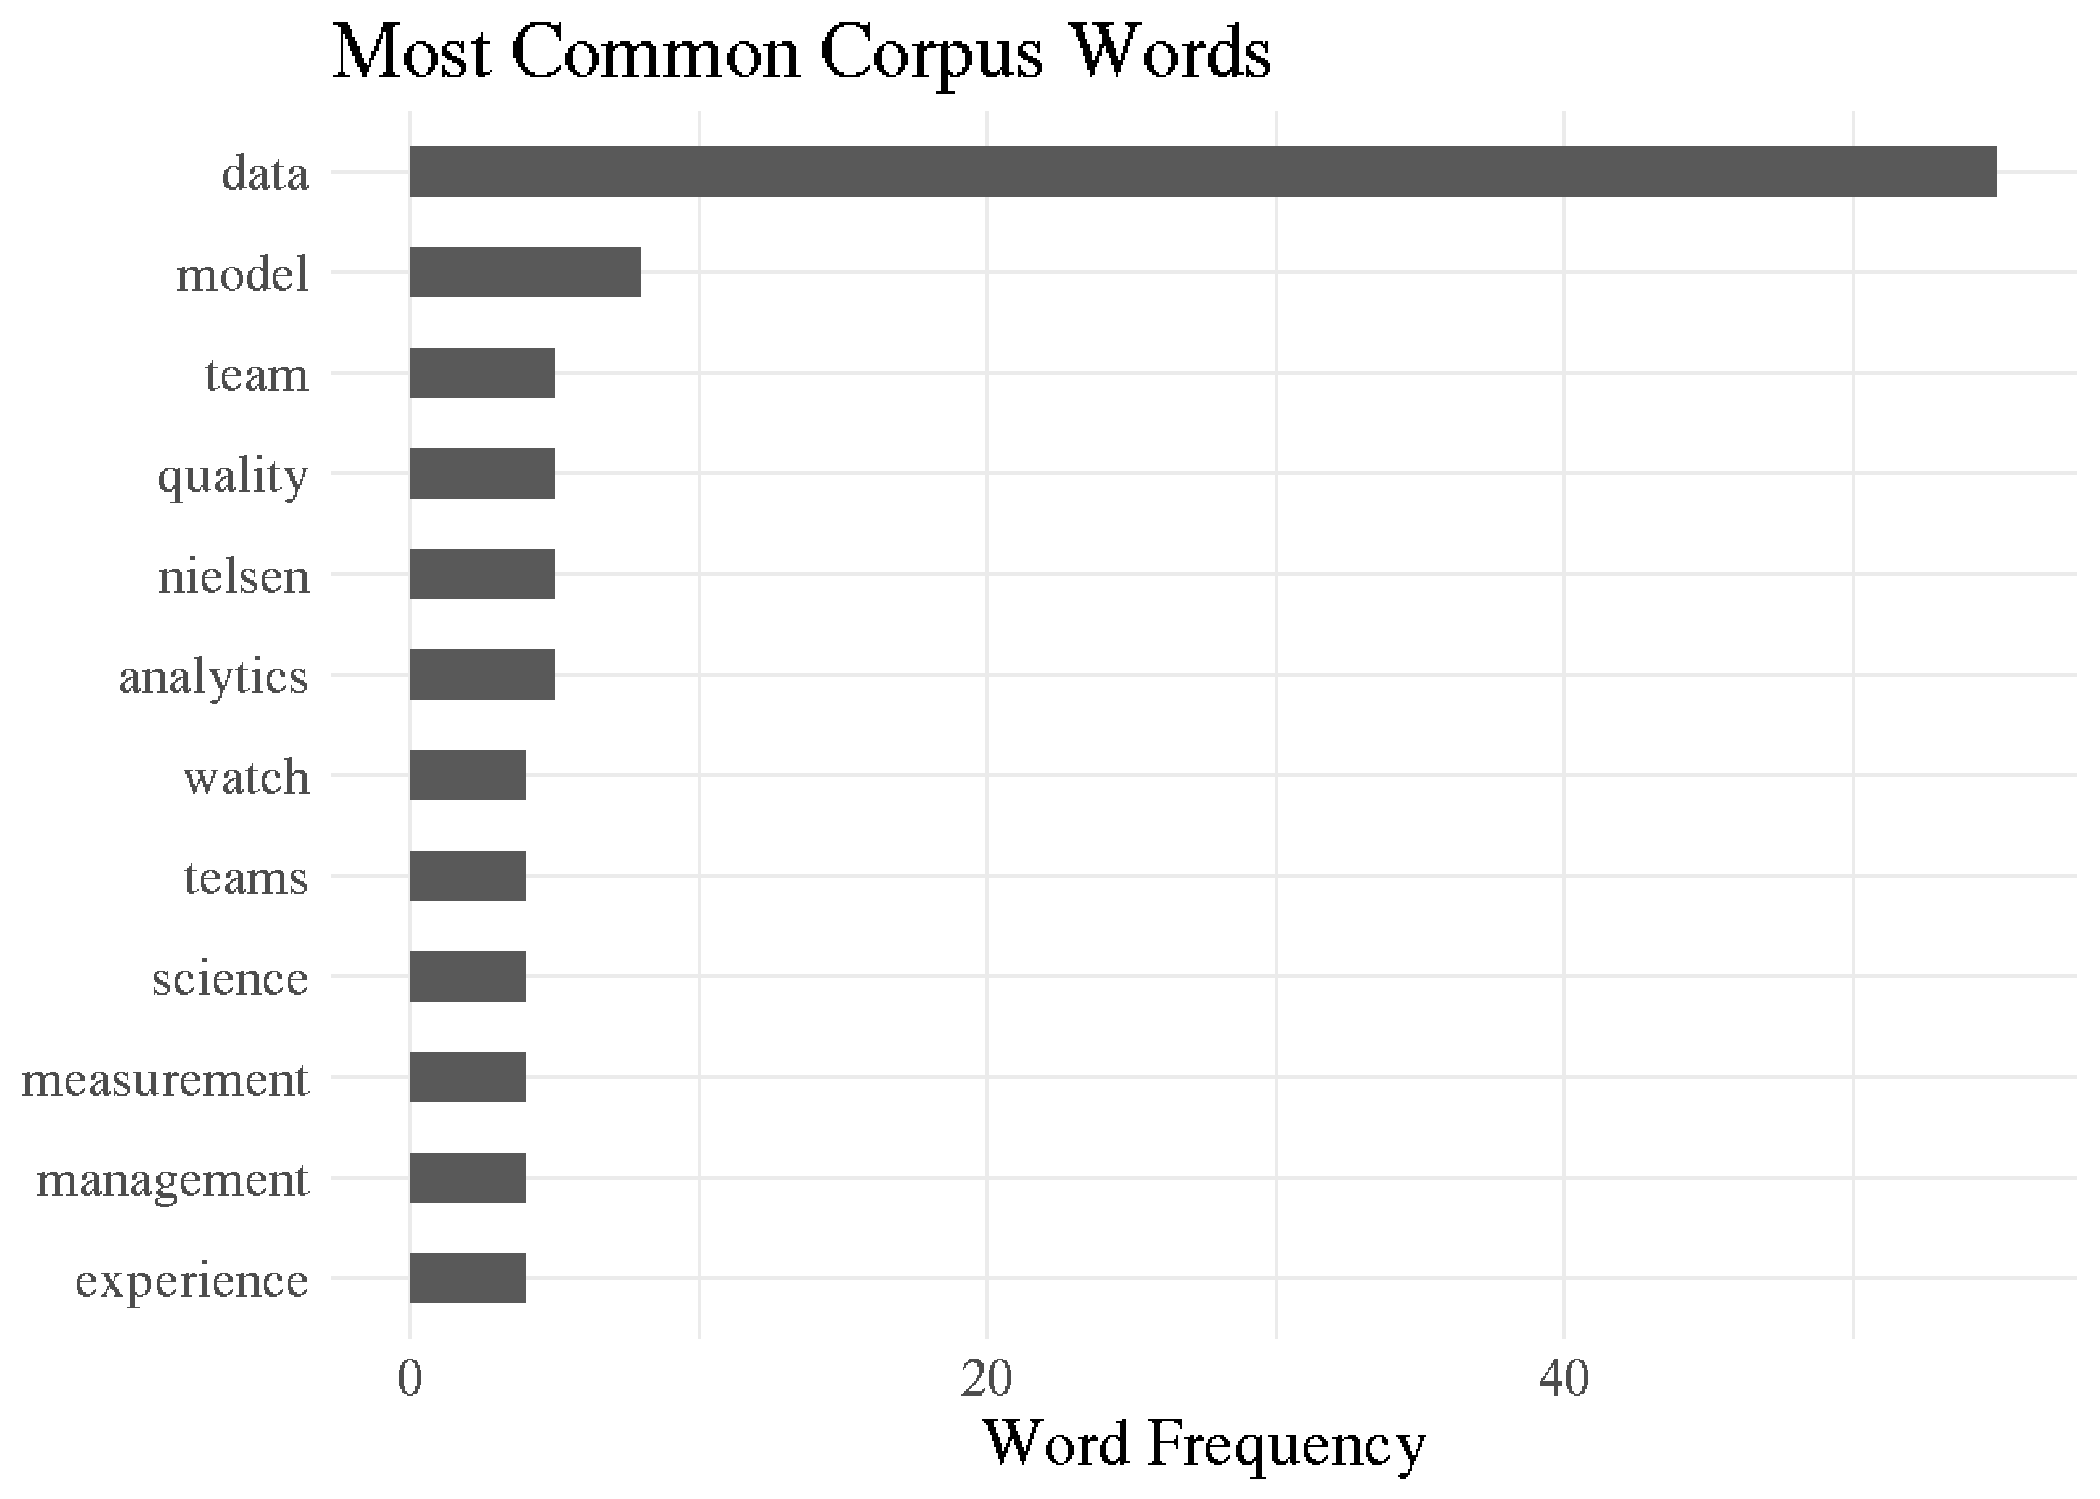 Most Common Corpus Words
data
model
team
quality
nielsen
analytics
watch
teams
science
measurement
management
experience
0 20 40
Word Frequency